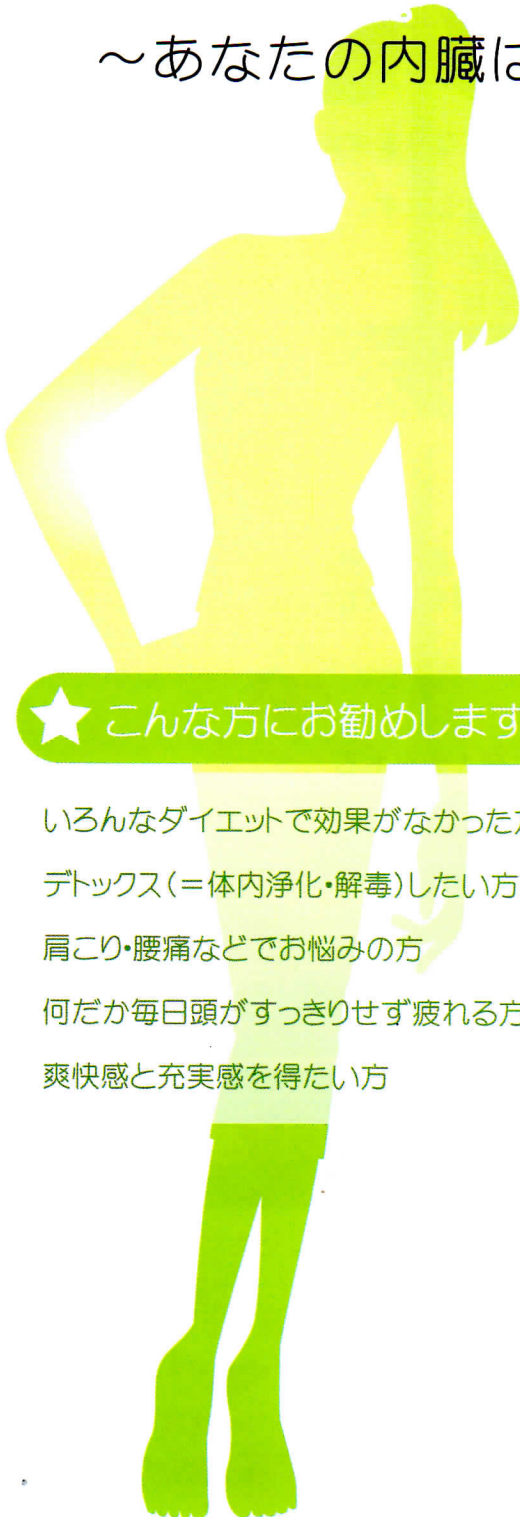 ～あなたの内臓は
★ こんな方にお勧めします
いろんなダイエットで効果がなかった方
デトックス(＝体内浄化・解毒)したい方
肩こり・腰痛などでお悩みの方
何だか毎日頭がすっきりせず疲れる方
爽快感と充実感を得たい方